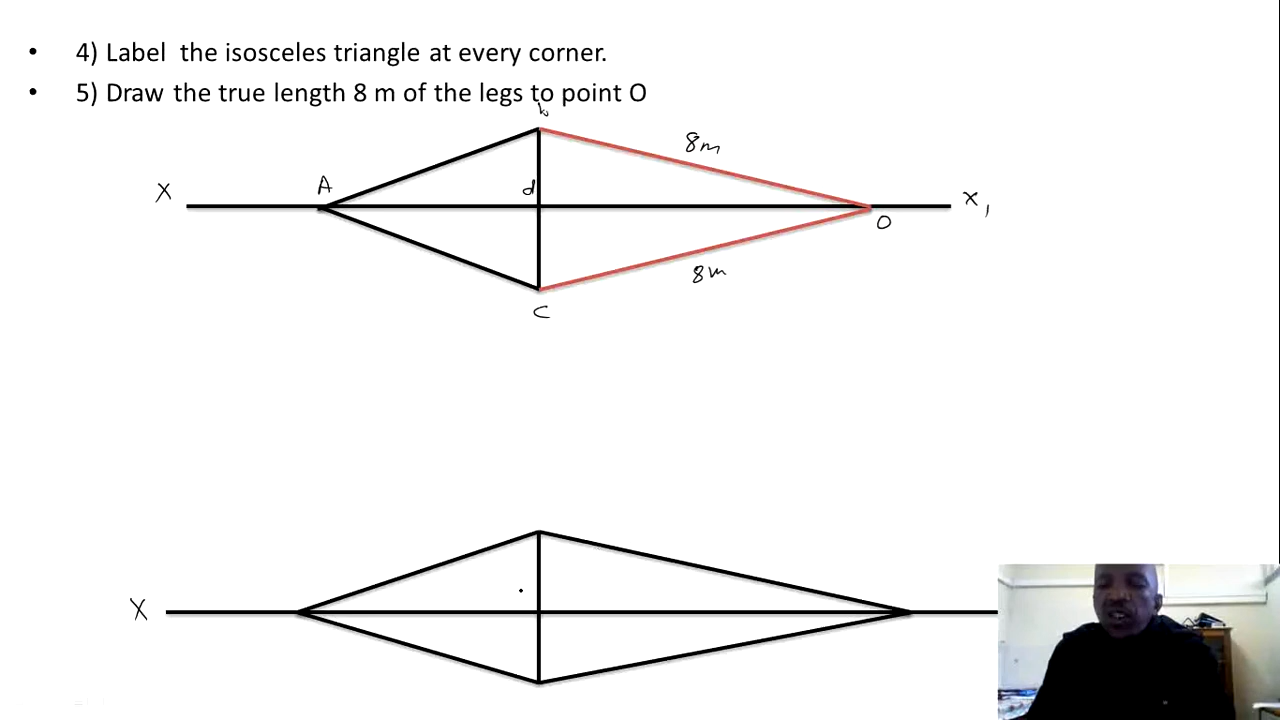 • 4) Label the isosceles triangle at every corner.
• 5) Draw the true length 8 m of the legs to point O
b
8m
X A d x,
O
8m
C
X